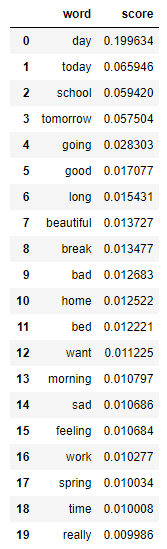 word score
0 day 0.199634
1 today 0.065946
2 school 0.059420
3 tomorrow 0.057504
4 going 0.028303
5 good 0.017077
6 long 0.015431
7 beautiful 0.013727
8 break 0.013477
9 bad 0.012683
10 home 0.012522
11 bed 0.012221
12 want 0.011225
13 morning 0.010797
14 sad 0.010686
15 feeling 0.010684
16 work 0.010277
17 spring 0.010034
18 time 0.010008
19 really 0.009986